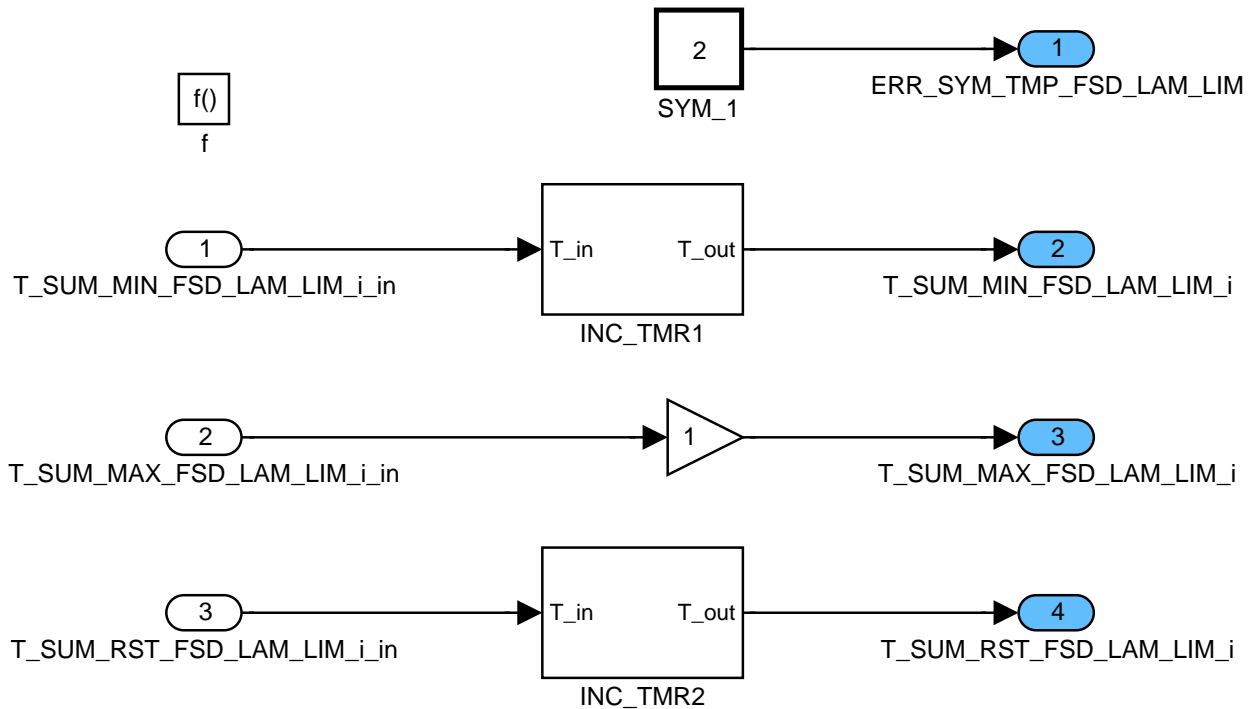 2
1
SYM_1
ERR_SYM_TMP_FSD_LAM_LIM
f()
f
1
T_in
T_out
2
T_SUM_MIN_FSD_LAM_LIM_i_in
INC_TMR1
T_SUM_MIN_FSD_LAM_LIM_i
2
1
3
T_SUM_MAX_FSD_LAM_LIM_i_in
T_SUM_MAX_FSD_LAM_LIM_i
3
T_in
T_out
4
T_SUM_RST_FSD_LAM_LIM_i_in
INC_TMR2
T_SUM_RST_FSD_LAM_LIM_i